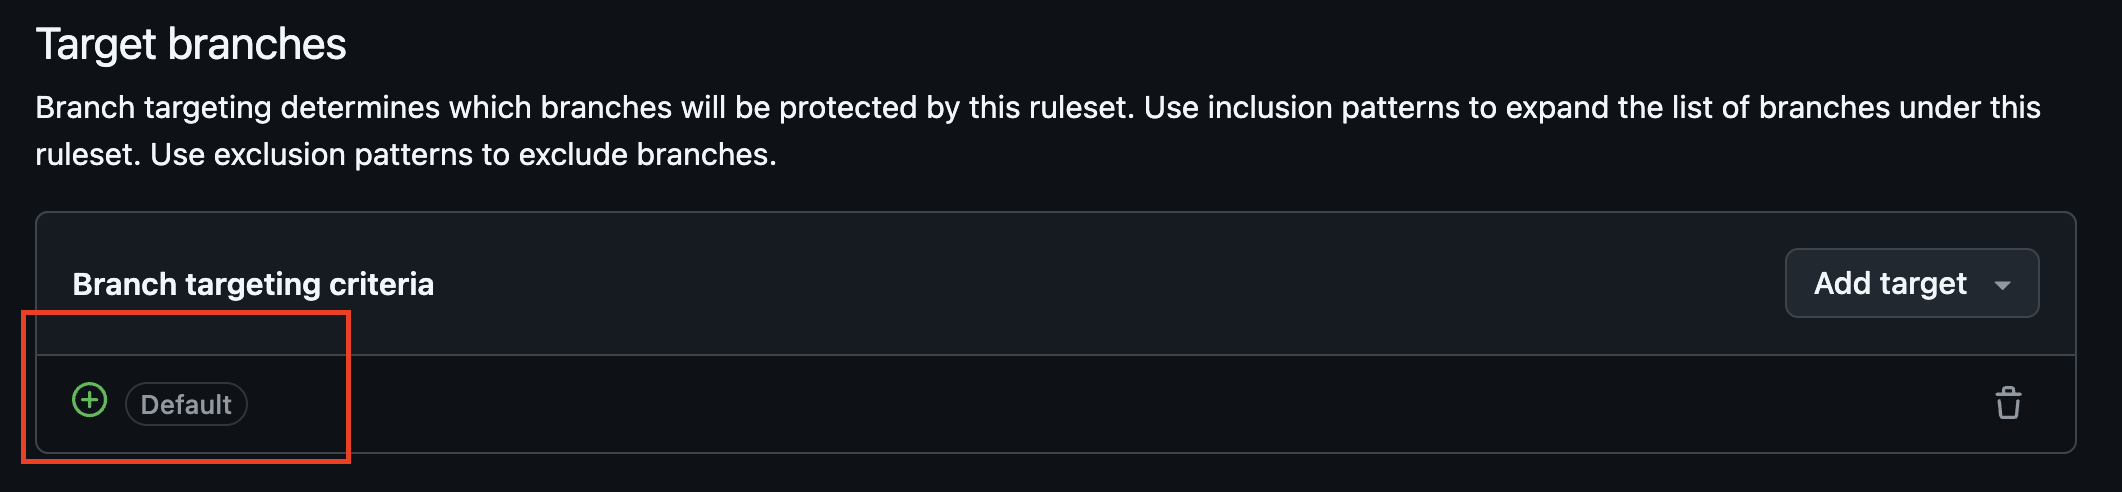 Target branches
Branch targeting determines which branches will be protected by this ruleset. Use inclusion patterns to expand the list of branches under this
ruleset. Use exclusion patterns to exclude branches.
Branch targeting criteria
Add target
Default